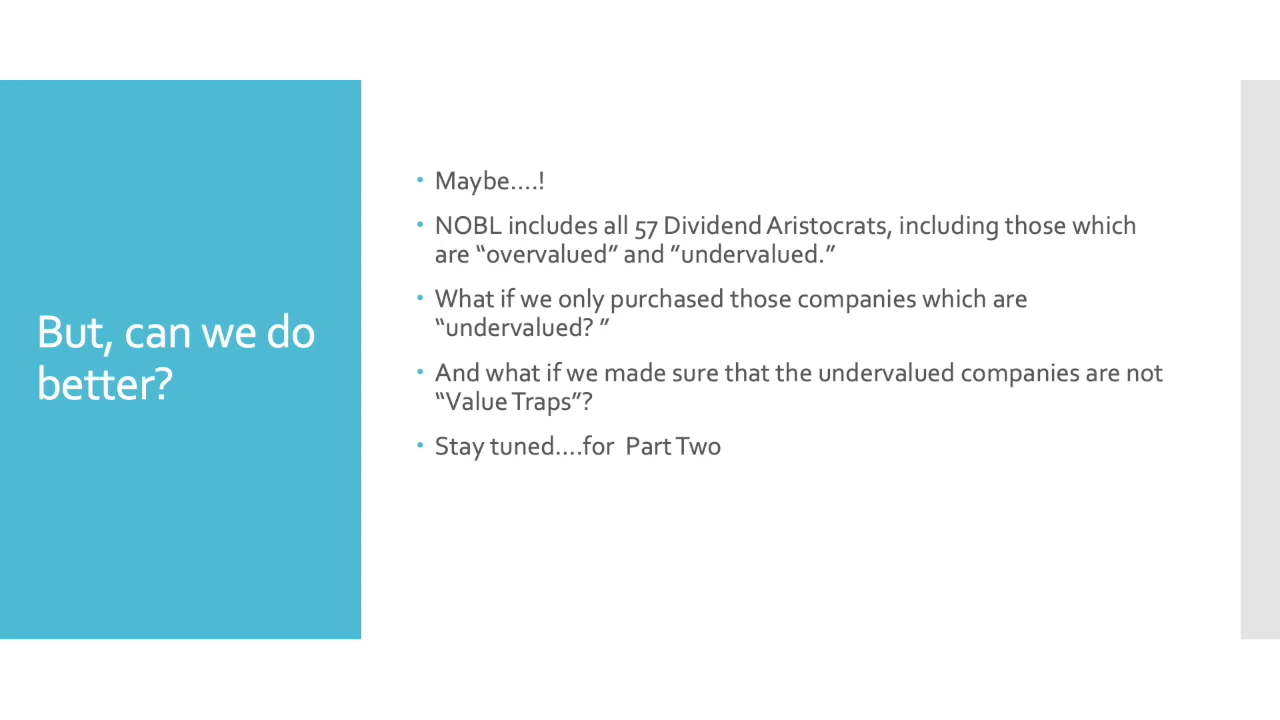 But, can we do
better?
• Maybe....!
• NOBL includes all 57 Dividend Aristocrats, including those which
are “overvalued” and ”undervalued.”
• What if we only purchased those companies which are
“undervalued? ”
• And what if we made sure that the undervalued companies are not
“Value Traps”?
• Stay tuned....for  Part Two